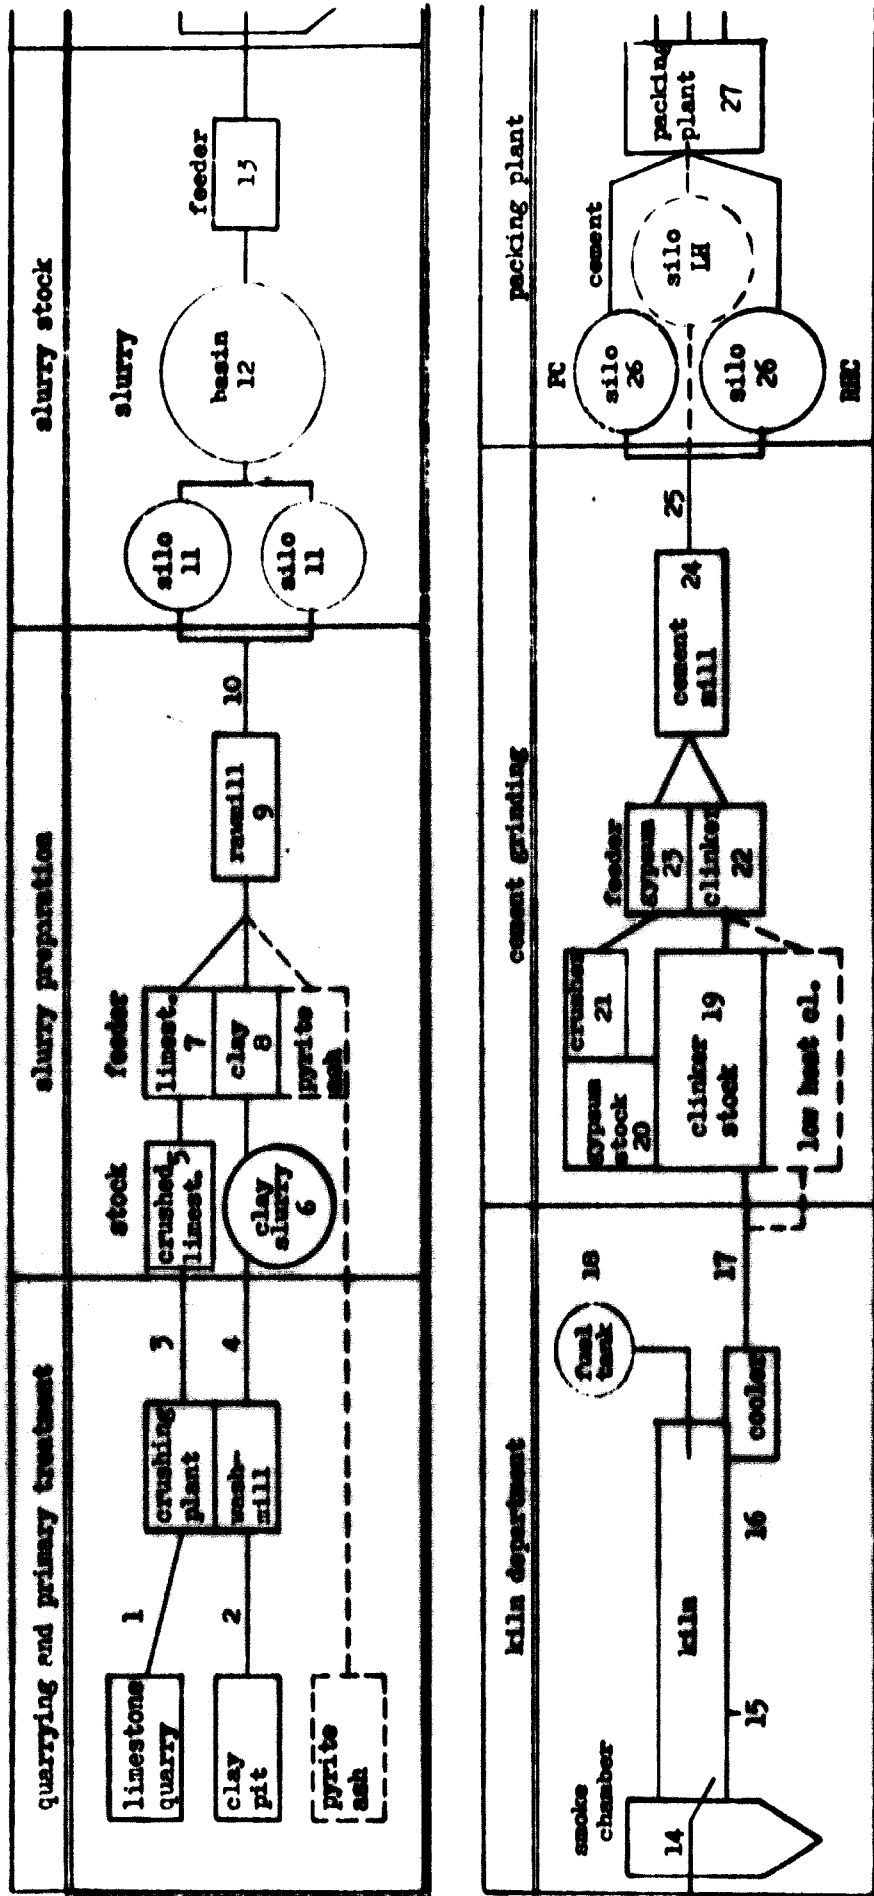 quarrying and primary treatment
slurry preparation
slurry stock
limestone
quarry
1
clay
pit
2
pyrite
ash
crushing
plant
wash-
mill
3
4
stock
crushed
limest.
5
clay
slurry
6
feeder
limest.
7
clay
8
pyrite
ash
rawmill
9
10
silo
11
silo
11
slurry
basin
12
feeder
13
kiln department
cement grinding
packing plant
smoke
chamber
14
15
kiln
16
cooler
fuel
tank
18
17
gypsum
stock
20
crusher
21
clinker
stock
19
low heat cl.
feeder
gypsum
23
clinker
22
cement
mill
24
25
PC
silo
26
silo
26
RHC
silo
LH
cement
packing
plant
27